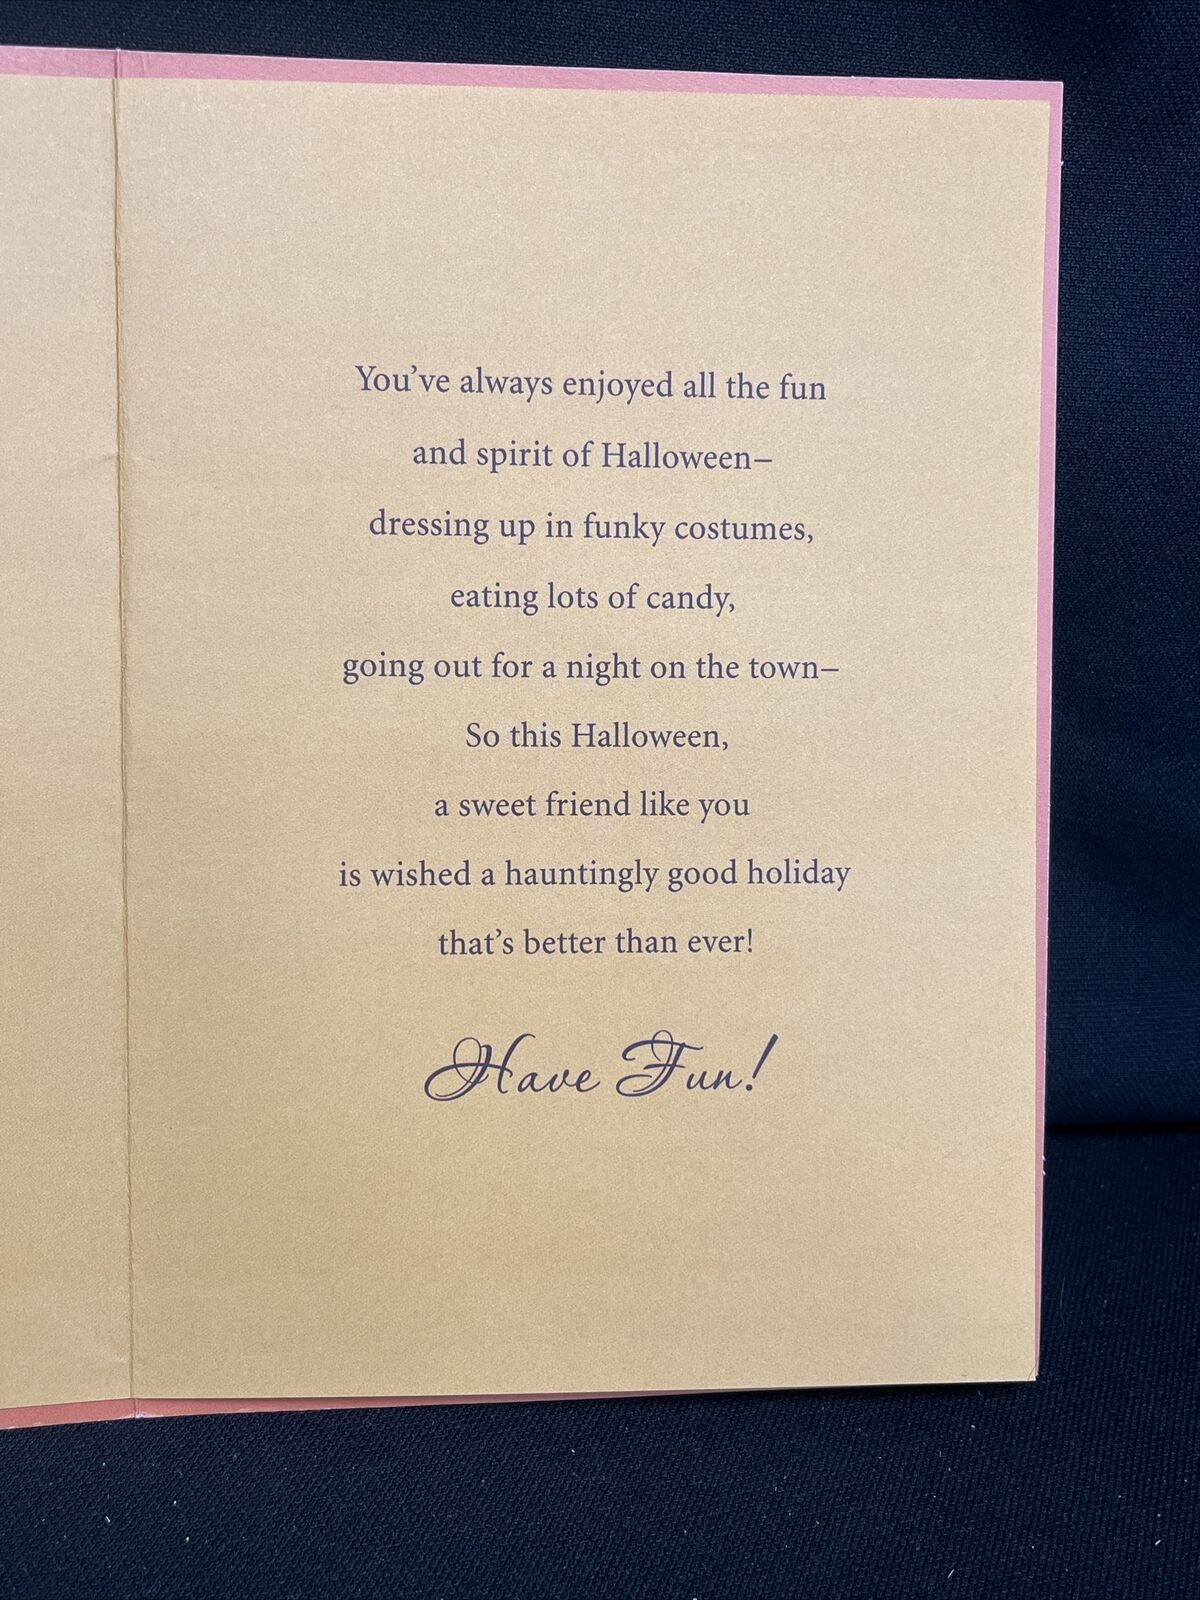 You’ve always enjoyed all the fun
and spirit of Halloween–
dressing up in funky costumes,
eating lots of candy,
going out for a night on the town–
So this Halloween,
a sweet friend like you
is wished a hauntingly good holiday
that’s better than ever!
Have Fun!